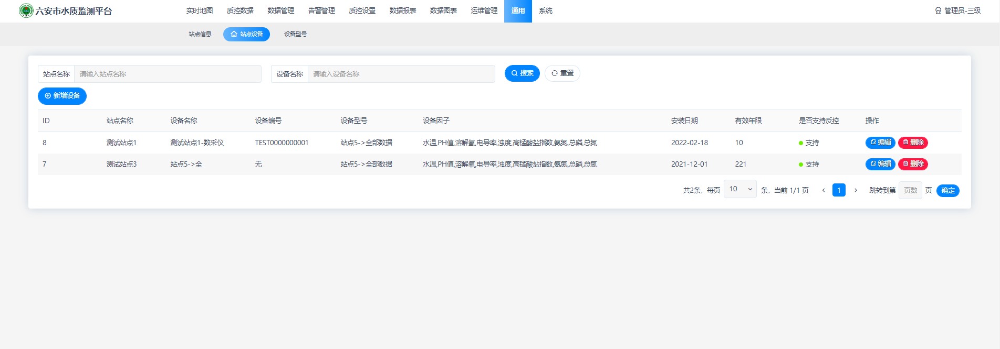 六安市水质监测平台 实时地图 质控数据 数据管理 告警管理 质控设置 数据报表 数据图表 运维管理 通用 系统 管理员-三级
站点信息 站点设备 设备型号
站点名称 请输入站点名称 设备名称 请输入设备名称 搜索 重置
新增设备
ID 站点名称 设备名称 设备编号 设备型号 设备因子 安装日期 有效年限 是否支持反控 操作
8 测试站点1 测试站点1-数采仪 TEST0000000001 站点5->全部数据 水温,PH值,溶解氧,电导率,浊度,高锰酸盐指数,氨氮,总磷,总氮 2022-02-18 10 支持 编辑 删除
7 测试站点3 站点5->全 无 站点5->全部数据 水温,PH值,溶解氧,电导率,浊度,高锰酸盐指数,氨氮,总磷,总氮 2021-12-01 221 支持 编辑 删除
共2条，每页 10 条，当前 1/1 页 1 跳转到第 页数 页 确定